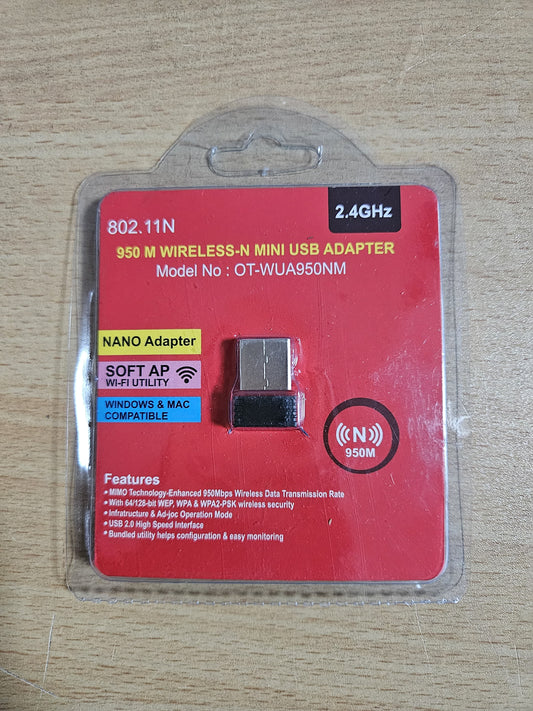 802.11N
2.4GHz
950 M WIRELESS-N MINI USB ADAPTER
Model No : OT-WUA950NM
NANO Adapter
SOFT AP
WI-FI UTILITY
WINDOWS & MAC
COMPATIBLE
N
950M
Features
• MIMO Technology-Enhanced 950Mbps Wireless Data Transmission Rate
• With 64/128-bit WEP, WPA & WPA2-PSK wireless security
• Infratructure & Ad-joc Operation Mode
• USB 2.0 High Speed Interface
• Bundled utility helps configuration & easy monitoring